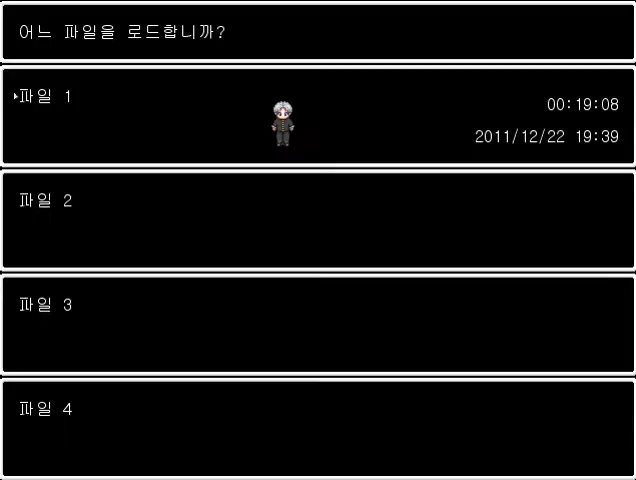 어느 파일을 로드합니까?
파일 1
00:19:08
2011/12/22 19:39
파일 2
파일 3
파일 4